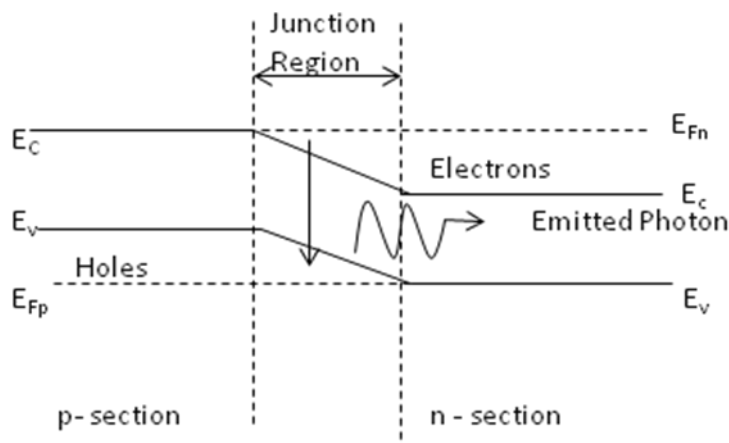 Junction
Region
E_C
E_Fn
Electrons
E_c
E_v
Emitted Photon
Holes
E_Fp
E_v
p- section
n - section